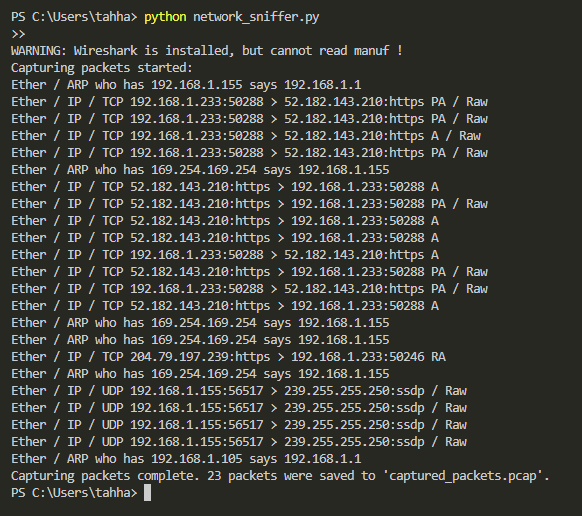 PS C:\Users\tahha> python network_sniffer.py
>>
WARNING: Wireshark is installed, but cannot read manuf !
Capturing packets started:
Ether / ARP who has 192.168.1.155 says 192.168.1.1
Ether / IP / TCP 192.168.1.233:50288 > 52.182.143.210:https PA / Raw
Ether / IP / TCP 192.168.1.233:50288 > 52.182.143.210:https PA / Raw
Ether / IP / TCP 192.168.1.233:50288 > 52.182.143.210:https A / Raw
Ether / IP / TCP 192.168.1.233:50288 > 52.182.143.210:https PA / Raw
Ether / ARP who has 169.254.169.254 says 192.168.1.155
Ether / IP / TCP 52.182.143.210:https > 192.168.1.233:50288 A
Ether / IP / TCP 52.182.143.210:https > 192.168.1.233:50288 PA / Raw
Ether / IP / TCP 52.182.143.210:https > 192.168.1.233:50288 A
Ether / IP / TCP 52.182.143.210:https > 192.168.1.233:50288 A
Ether / IP / TCP 192.168.1.233:50288 > 52.182.143.210:https A
Ether / IP / TCP 52.182.143.210:https > 192.168.1.233:50288 PA / Raw
Ether / IP / TCP 192.168.1.233:50288 > 52.182.143.210:https PA / Raw
Ether / IP / TCP 52.182.143.210:https > 192.168.1.233:50288 A
Ether / ARP who has 169.254.169.254 says 192.168.1.155
Ether / ARP who has 169.254.169.254 says 192.168.1.155
Ether / IP / TCP 204.79.197.239:https > 192.168.1.233:50246 RA
Ether / ARP who has 169.254.169.254 says 192.168.1.155
Ether / IP / UDP 192.168.1.155:56517 > 239.255.255.250:ssdp / Raw
Ether / IP / UDP 192.168.1.155:56517 > 239.255.255.250:ssdp / Raw
Ether / IP / UDP 192.168.1.155:56517 > 239.255.255.250:ssdp / Raw
Ether / IP / UDP 192.168.1.155:56517 > 239.255.255.250:ssdp / Raw
Ether / ARP who has 192.168.1.105 says 192.168.1.1
Capturing packets complete. 23 packets were saved to 'captured_packets.pcap'.
PS C:\Users\tahha>